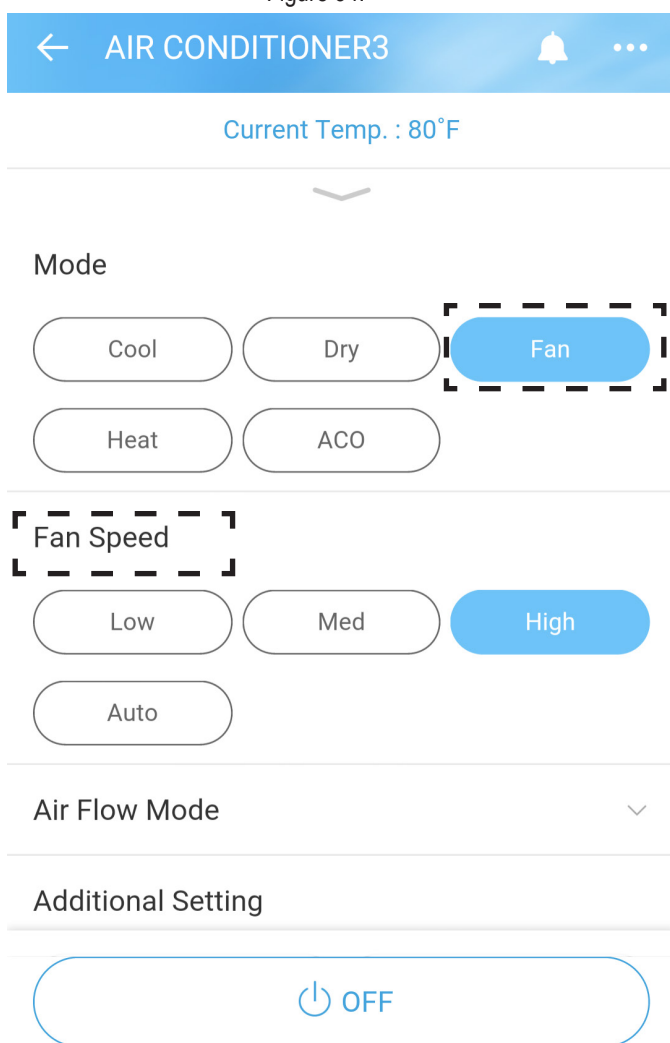 AIR CONDITIONER3
Current Temp. : 80°F
Mode
Cool Dry Fan
Heat ACO
Fan Speed
Low Med High
Auto
Air Flow Mode
Additional Setting
OFF